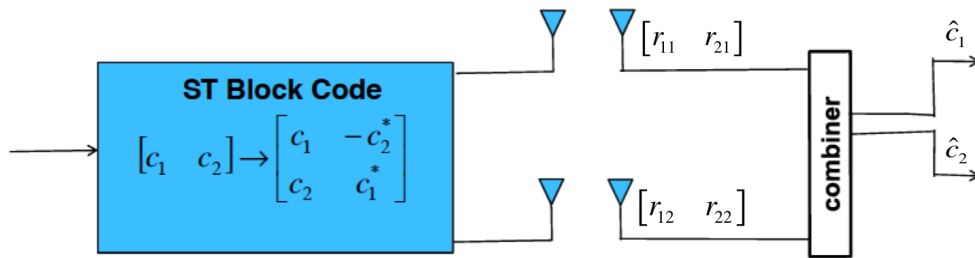 ST Block Code
[c₁ c₂] → [c₁ -c₂*
c₂ c₁*]
[r₁₁ r₂₁]
[r₁₂ r₂₂]
combiner
ĉ₁
ĉ₂